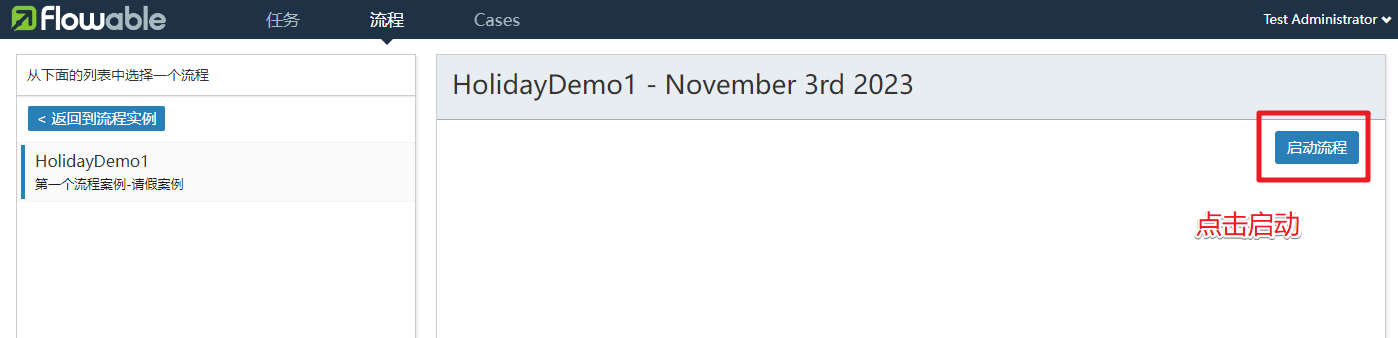 flowable 任务 流程 Cases Test Administrator
从下面的列表中选择一个流程
< 返回到流程实例
HolidayDemo1
第一个流程案例-请假案例
HolidayDemo1 - November 3rd 2023
启动流程
点击启动